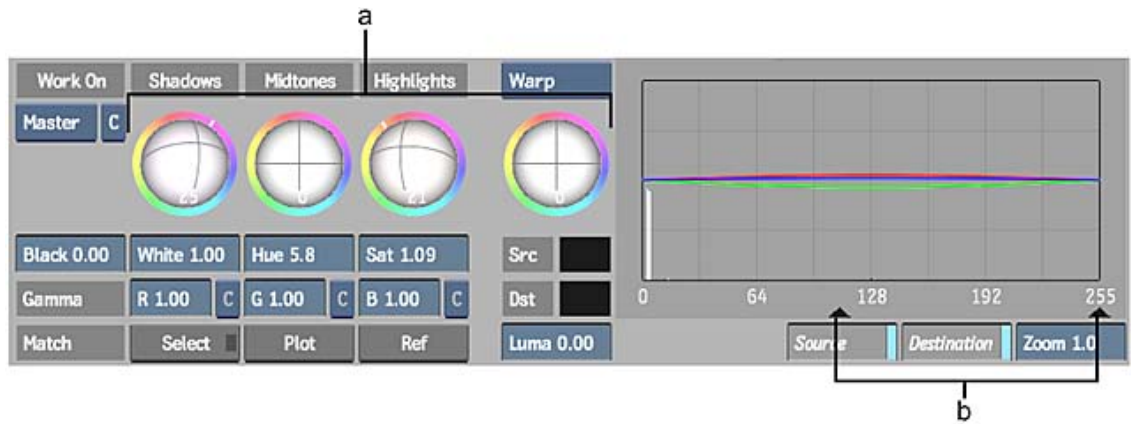 a
Work On Shadows Midtones Highlights Warp
Master C
25 0 21 0
Black 0.00 White 1.00 Hue 5.8 Sat 1.09 Src
Gamma R 1.00 C G 1.00 C B 1.00 C Dst
0 64 128 192 255
Match Select Plot Ref Luma 0.00 Source Destination Zoom 1.0
b